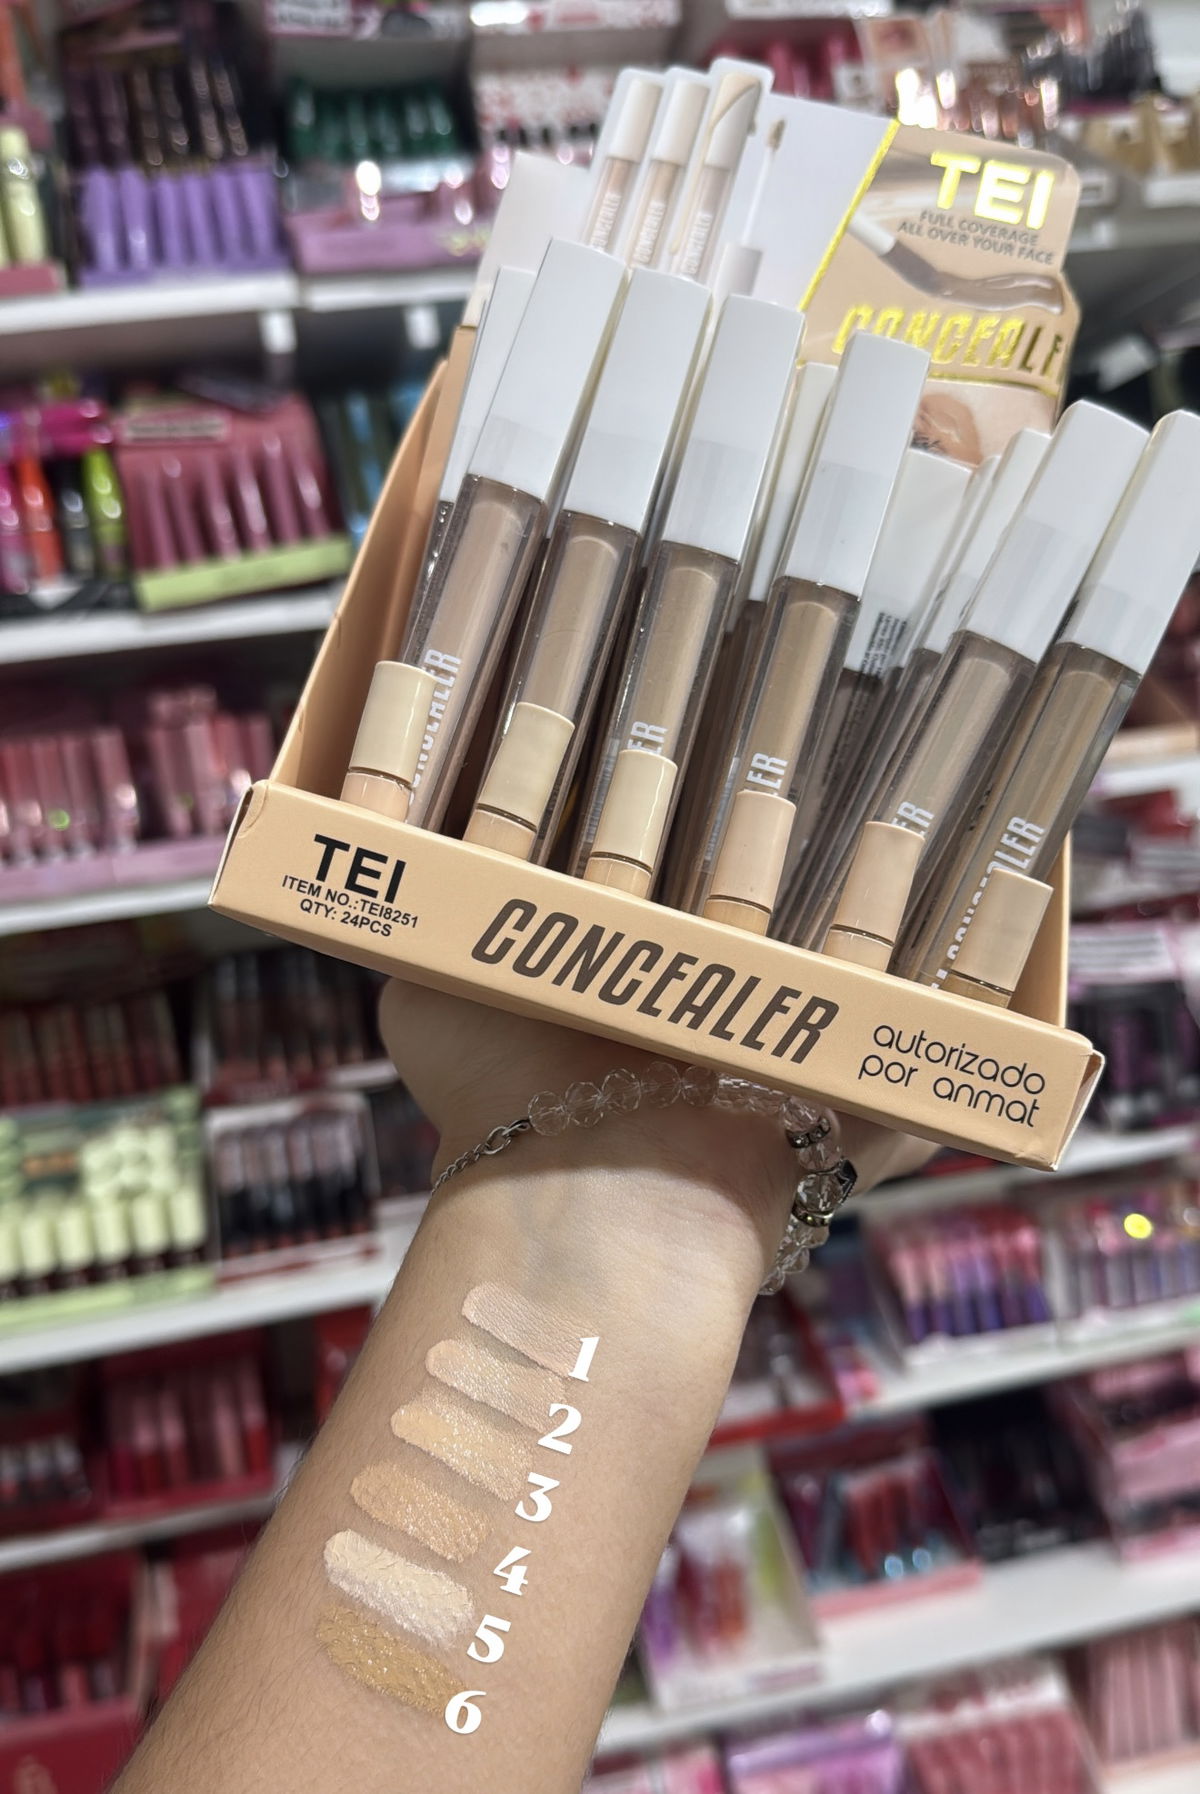 TEI
FULL COVERAGE
ALL OVER YOUR FACE
CONCEALE
CONCEALER
CONCEALER
CONCEALER
TEI
ITEM NO.:TEI8251
QTY: 24PCS
CONCEALER
autorizado
por anmat
1
2
3
4
5
6